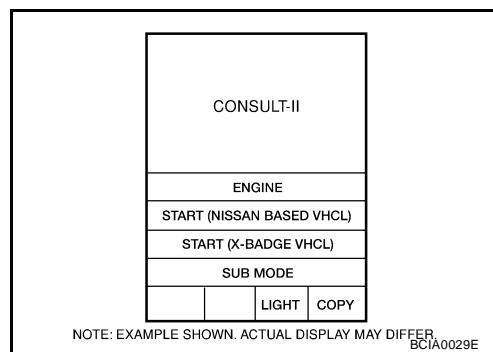 CONSULT-II
ENGINE
START (NISSAN BASED VHCL)
START (X-BADGE VHCL)
SUB MODE
LIGHT COPY
NOTE: EXAMPLE SHOWN. ACTUAL DISPLAY MAY DIFFER.
BCIA0029E